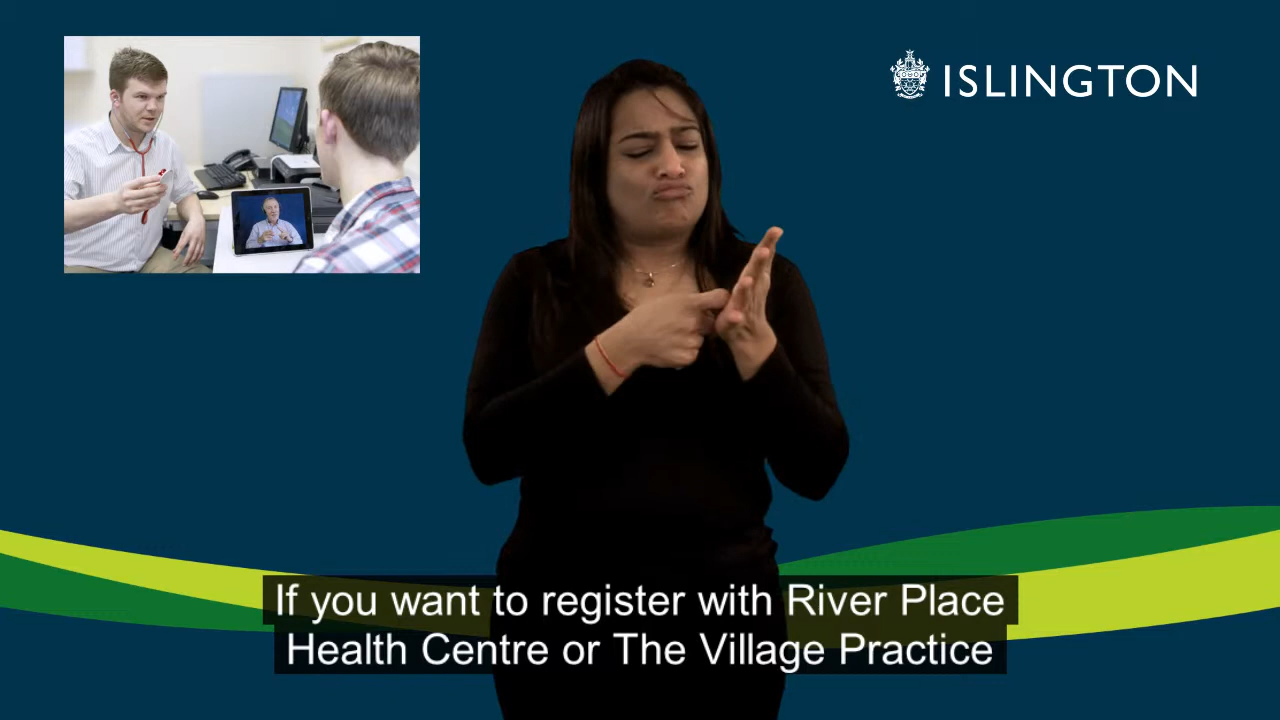 ISLINGTON
If you want to register with River Place
Health Centre or The Village Practice